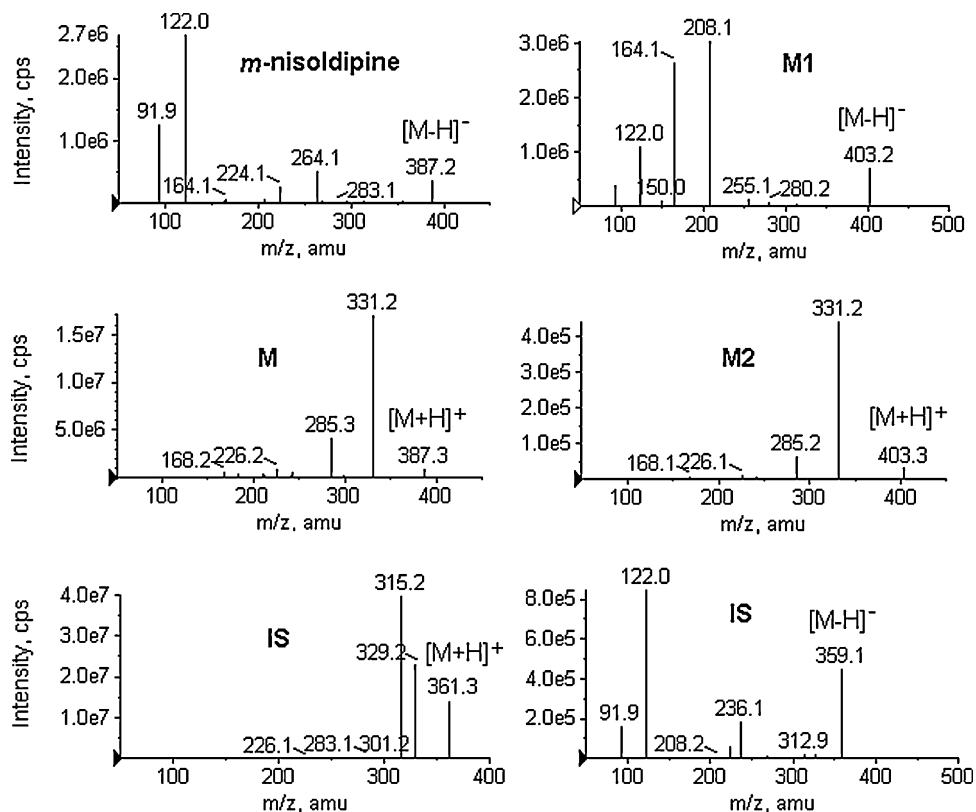 m-nisoldipine
Intensity, cps
2.7e6
2.0e6
1.0e6
122.0
91.9
164.1
224.1
264.1
283.1
[M-H]⁻
387.2
100 200 300 400
m/z, amu
M1
3.0e6
2.0e6
1.0e6
208.1
164.1
122.0
150.0
255.1
280.2
[M-H]⁻
403.2
100 200 300 400 500
m/z, amu
M
Intensity, cps
1.5e7
1.0e7
5.0e6
331.2
285.3
168.2
226.2
[M+H]⁺
387.3
100 200 300 400
m/z, amu
M2
4.0e5
3.0e5
2.0e5
1.0e5
331.2
285.2
168.1
226.1
[M+H]⁺
403.3
100 200 300 400
m/z, amu
IS
Intensity, cps
4.0e7
3.0e7
2.0e7
1.0e7
315.2
329.2
[M+H]⁺
361.3
226.1
283.1
301.2
100 200 300 400
m/z, amu
IS
8.0e5
6.0e5
4.0e5
2.0e5
122.0
91.9
208.2
236.1
312.9
[M-H]⁻
359.1
100 200 300 400 500
m/z, amu